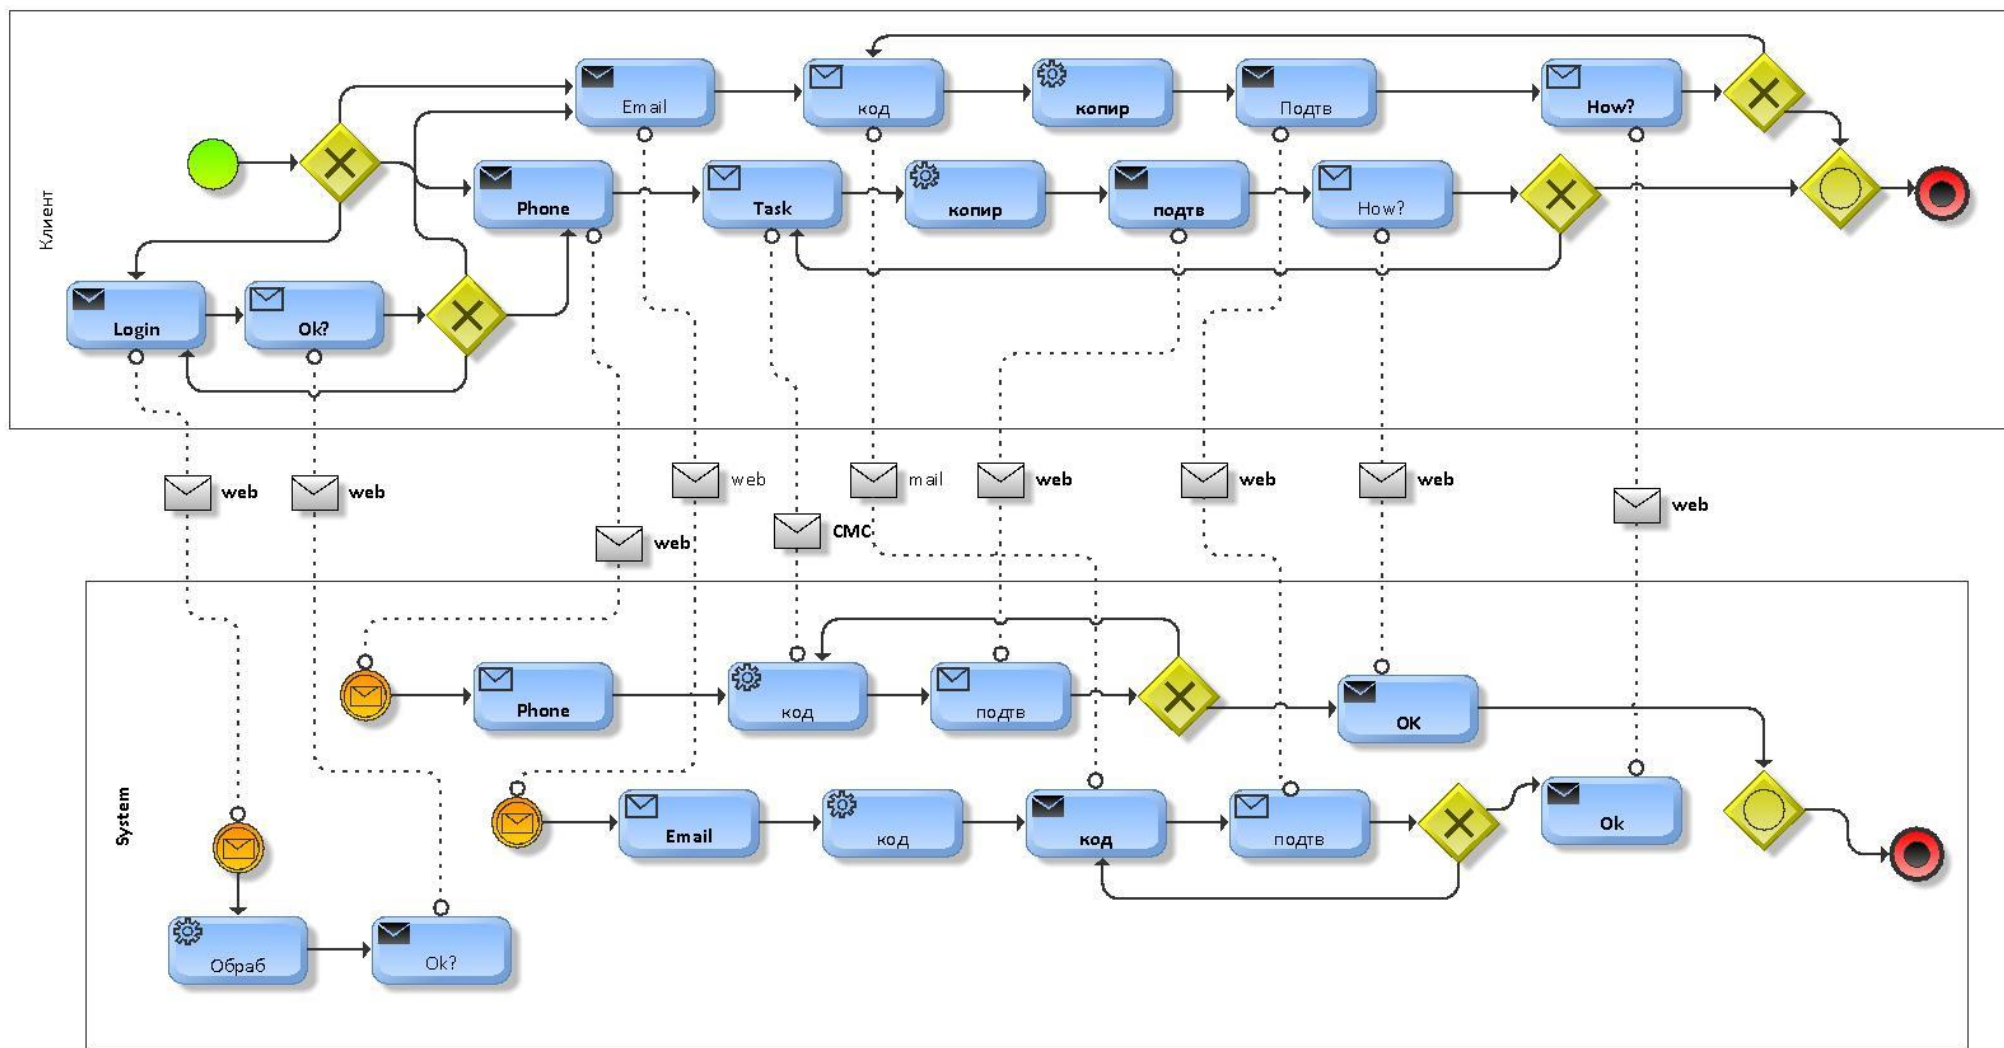 Клиент
Email
код
копир
Подтв
How?
Phone
Task
копир
подтв
How?
Login
Ok?
web
web
web
web
СМС
mail
web
web
web
web
System
Phone
код
подтв
OK
Email
код
код
подтв
Ok
Обраб
Ok?